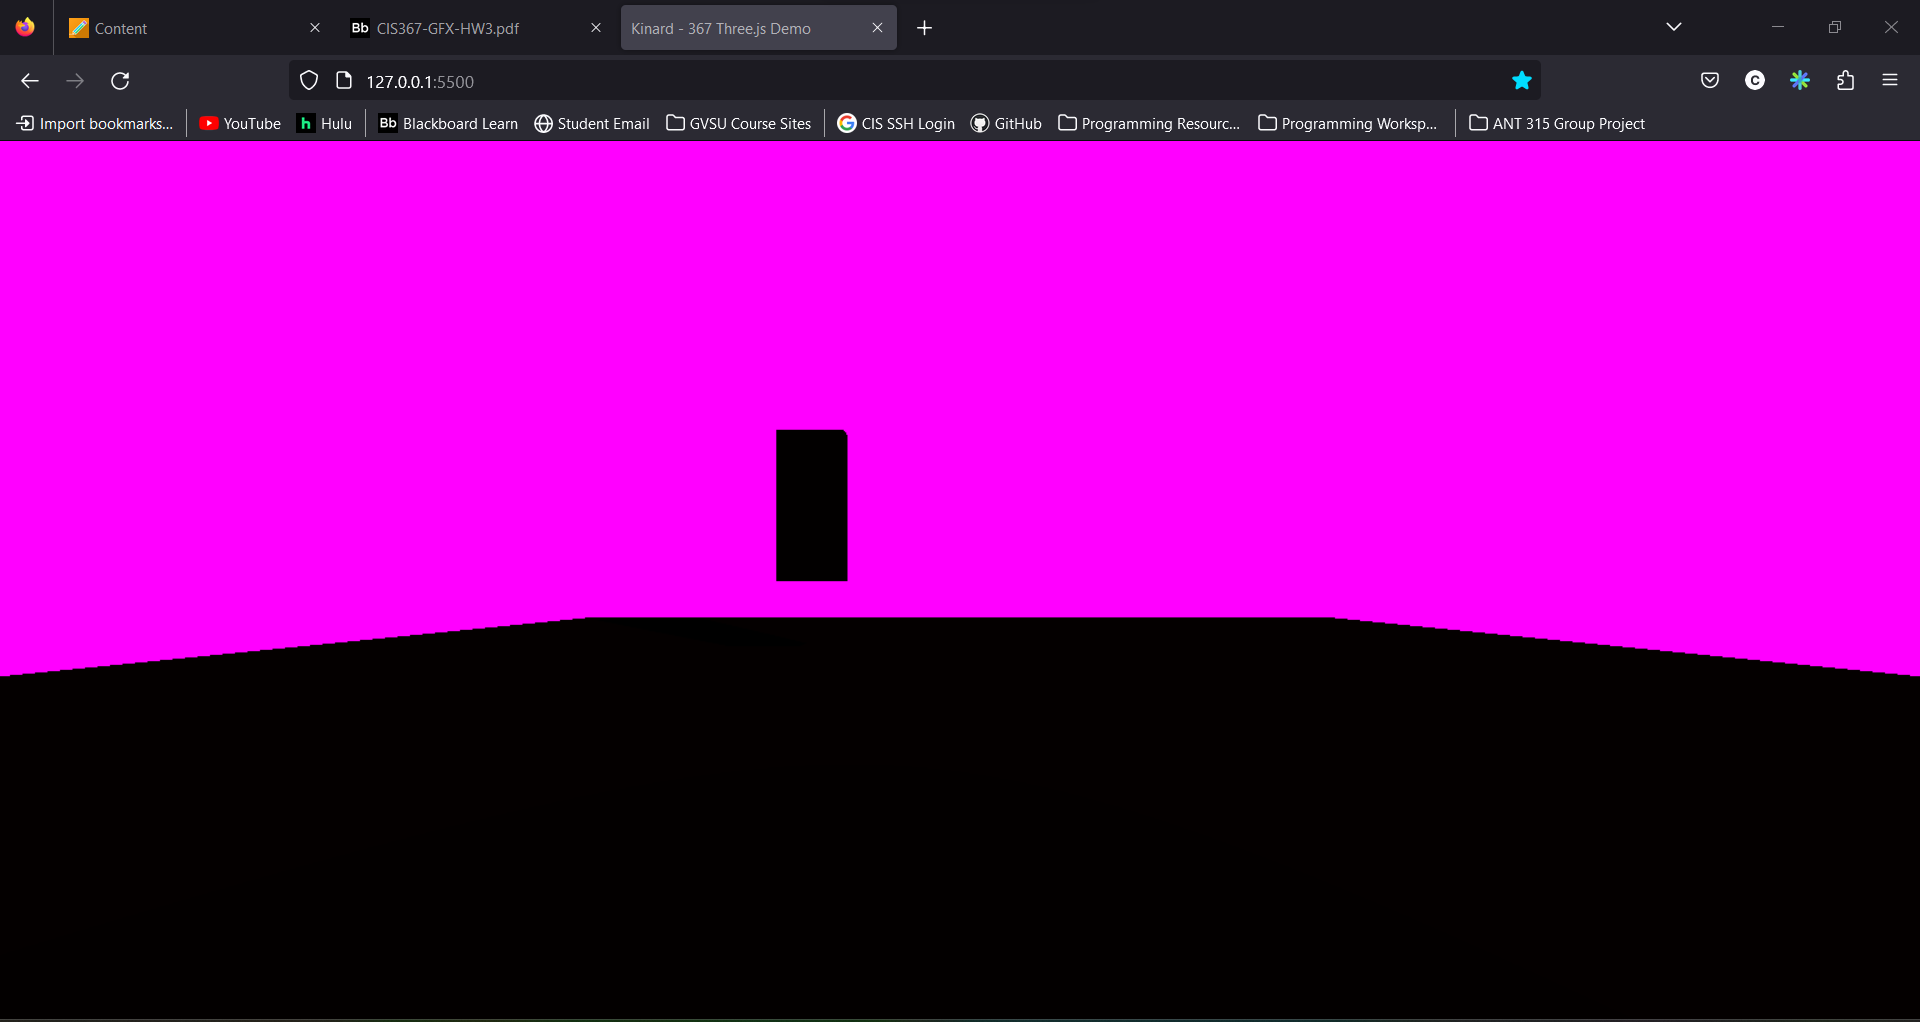 Content
Bb CIS367-GFX-HW3.pdf
Kinard - 367 Three.js Demo
127.0.0.1:5500
C
Import bookmarks...
YouTube
h Hulu
Bb Blackboard Learn
Student Email
GVSU Course Sites
G CIS SSH Login
GitHub
Programming Resourc...
Programming Worksp...
ANT 315 Group Project